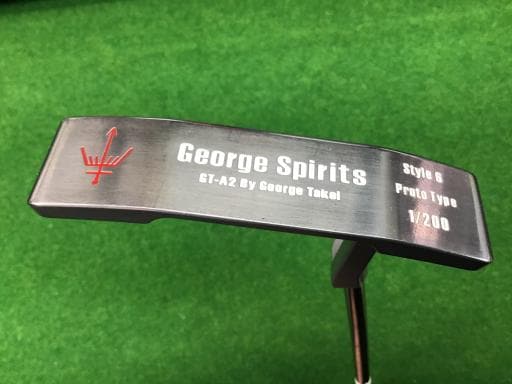 George Spirits
GT-A2 By George Takei
Style 6
Proto Type
1/200